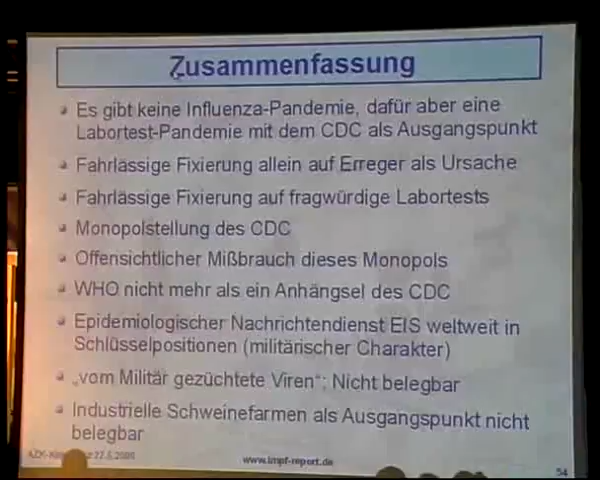 Zusammenfassung
Es gibt keine Influenza-Pandemie, dafür aber eine
Labortest-Pandemie mit dem CDC als Ausgangspunkt
Fahrlässige Fixierung allein auf Erreger als Ursache
Fahrlässige Fixierung auf fragwürdige Labortests
Monopolstellung des CDC
Offensichtlicher Mißbrauch dieses Monopols
WHO nicht mehr als ein Anhängsel des CDC
Epidemiologischer Nachrichtendienst EIS weltweit in
Schlüsselpositionen (militärischer Charakter)
„vom Militär gezüchtete Viren“: Nicht belegbar
Industrielle Schweinefarmen als Ausgangspunkt nicht
belegbar
www.impf-report.de
54